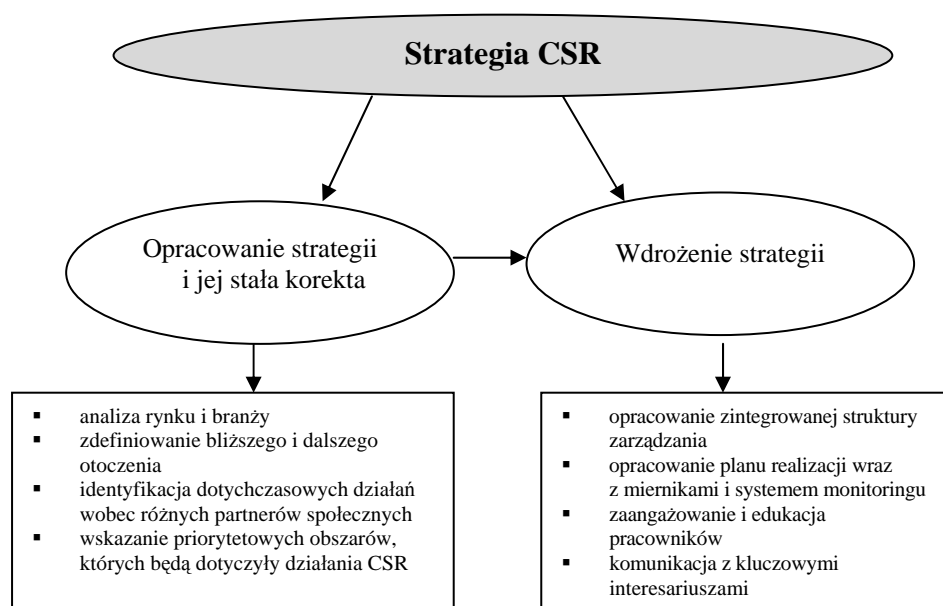 Strategia CSR
Opracowanie strategii
i jej stała korekta
Wdrożenie strategii
▪ analiza rynku i branży
▪ zdefiniowanie bliższego i dalszego
otoczenia
▪ identyfikacja dotychczasowych działań
wobec różnych partnerów społecznych
▪ wskazanie priorytetowych obszarów,
których będą dotyczyły działania CSR
▪ opracowanie zintegrowanej struktury
zarządzania
▪ opracowanie planu realizacji wraz
z miernikami i systemem monitoringu
▪ zaangażowanie i edukacja
pracowników
▪ komunikacja z kluczowymi
interesariuszami